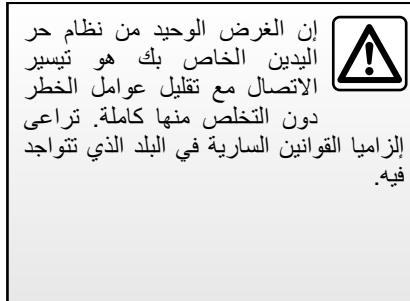 إن الغرض الوحيد من نظام حر
اليدين الخاص بك هو تيسير
الاتصال مع تقليل عوامل الخطر
دون التخلص منها كاملة. تراعى
إلزاميا القوانين السارية في البلد الذي تتواجد
فيه.